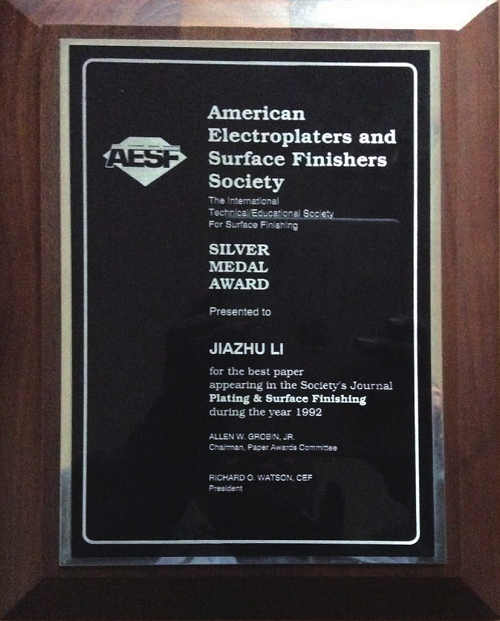 AESF
American
Electroplaters and
Surface Finishers
Society
The International
Technical/Educational Society
For Surface Finishing
SILVER
MEDAL
AWARD
Presented to
JIAZHU LI
for the best paper
appearing in the Society's Journal
Plating & Surface Finishing
during the year 1992
ALLEN W. GROBIN, JR.
Chairman, Paper Awards Committee
RICHARD O. WATSON, CEF
President